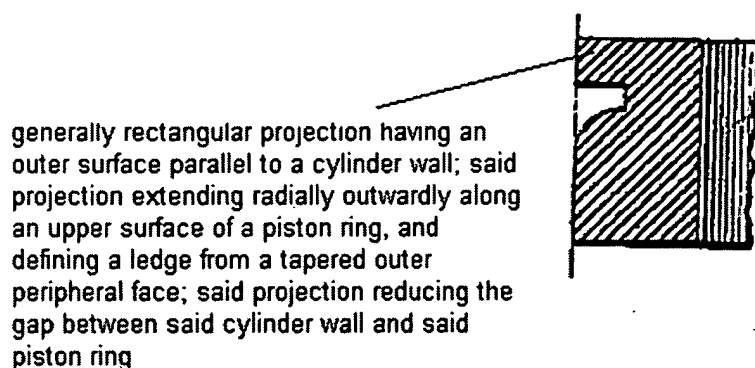 generally rectangular projection having an
outer surface parallel to a cylinder wall; said
projection extending radially outwardly along
an upper surface of a piston ring, and
defining a ledge from a tapered outer
peripheral face; said projection reducing the
gap between said cylinder wall and said
piston ring